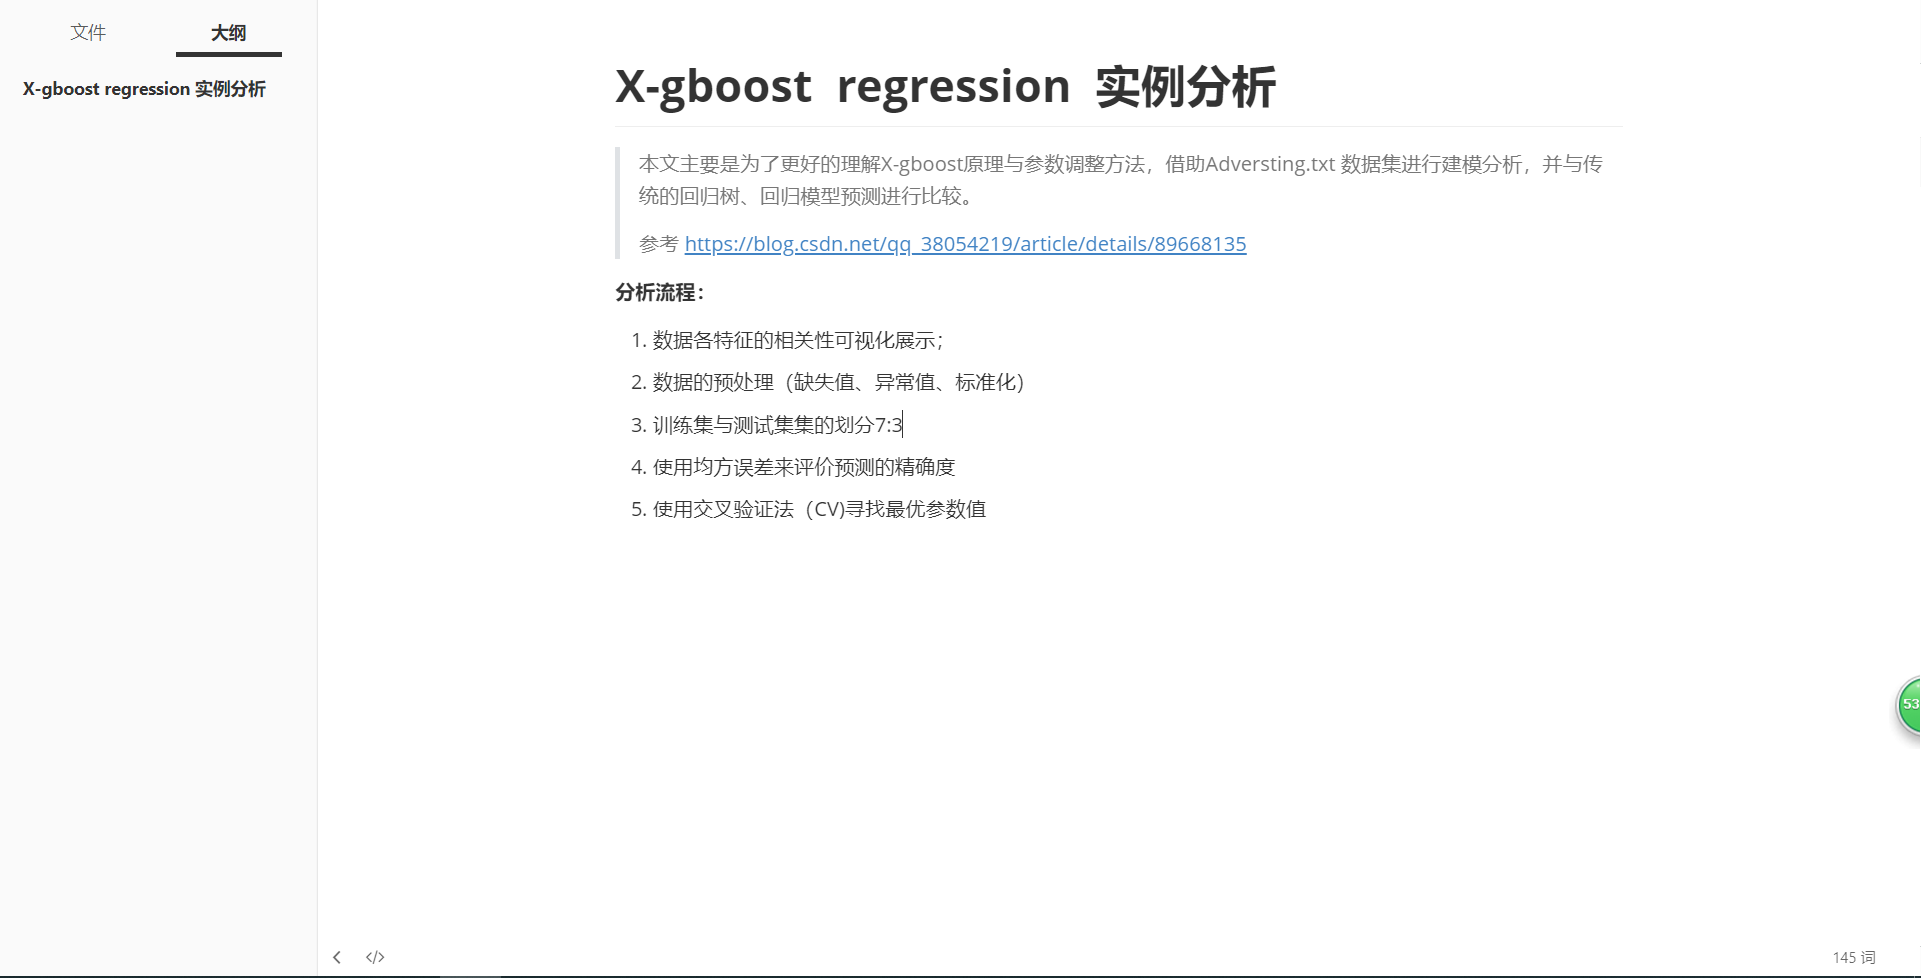 文件
大纲
X-gboost regression 实例分析
X-gboost regression 实例分析
本文主要是为了更好的理解X-gboost原理与参数调整方法，借助Adversting.txt 数据集进行建模分析，并与传
统的回归树、回归模型预测进行比较。
参考 https://blog.csdn.net/qq_38054219/article/details/89668135
分析流程：
1. 数据各特征的相关性可视化展示；
2. 数据的预处理（缺失值、异常值、标准化）
3. 训练集与测试集集的划分7:3
4. 使用均方误差来评价预测的精确度
5. 使用交叉验证法（CV)寻找最优参数值
53
</>
145 词